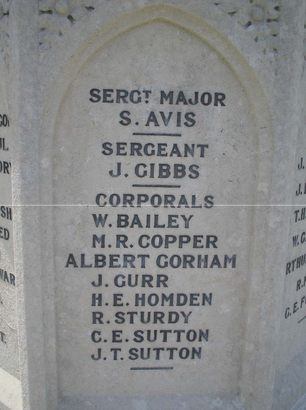 SERGT MAJOR
S. AVIS
SERGEANT
J. GIBBS
CORPORALS
W. BAILEY
M.R. COPPER
ALBERT GORHAM
J. GURR
H.E. HOMDEN
R. STURDY
C.E. SUTTON
J.T. SUTTON